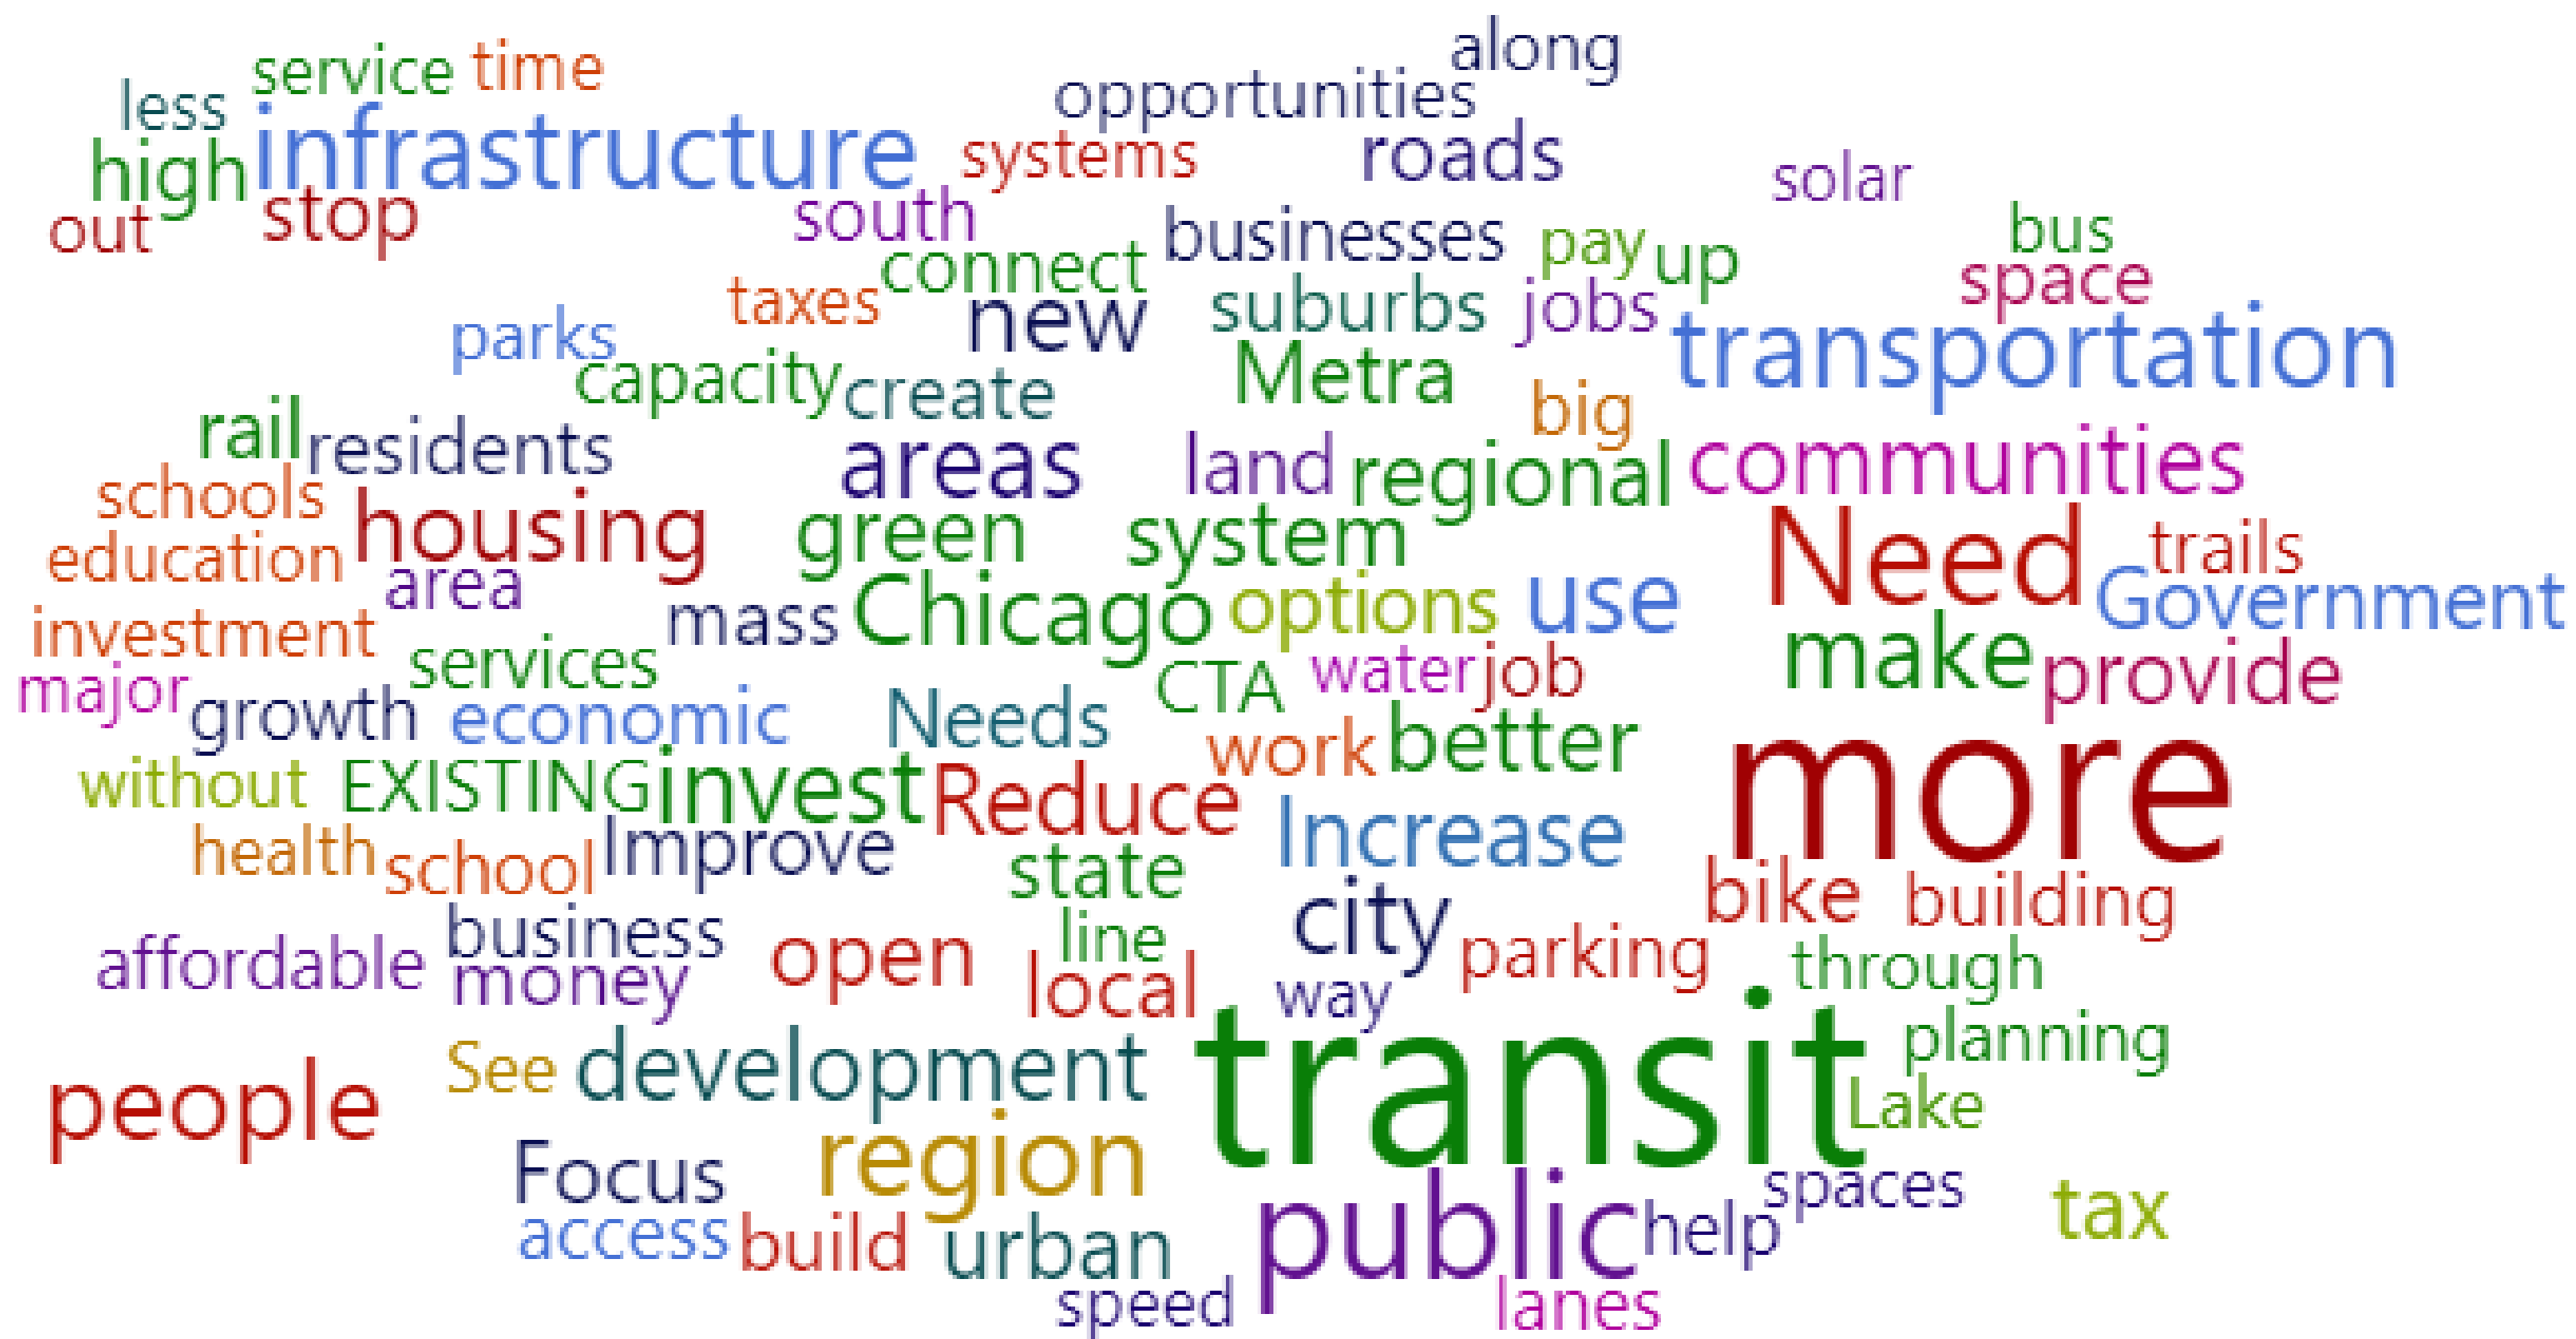 along
service time
opportunities
less
infrastructure
systems
roads
high
solar
out
stop
south
businesses
pay
up
bus
connect
space
taxes
new
suburbs
jobs
transportation
parks
capacity
create
Metra
big
rail
residents
areas
land
regional
communities
schools
housing
green
system
Need
trails
education
area
mass
Chicago
options
use
Government
investment
services
CTA
water
job
make
provide
major
growth
economic
Needs
work
better
more
without
EXISTING
invest
Reduce
Increase
health
school
Improve
state
city
bike
building
affordable
business
money
open
line
local
way
parking
through
people
See
development
transit
planning
Lake
Focus
region
public
help
spaces
tax
access
build
urban
speed
lanes